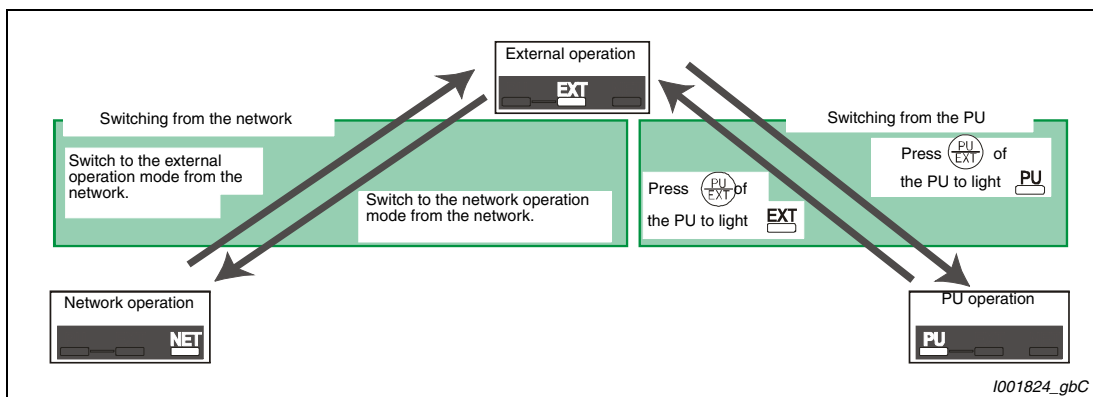 External operation
EXT
Switching from the network
Switch to the external
operation mode from the
network.
Switch to the network operation
mode from the network.
Switching from the PU
Press PU/EXT of
the PU to light PU
Press PU/EXT of
the PU to light EXT
Network operation
NET
PU operation
PU
I001824_gbC